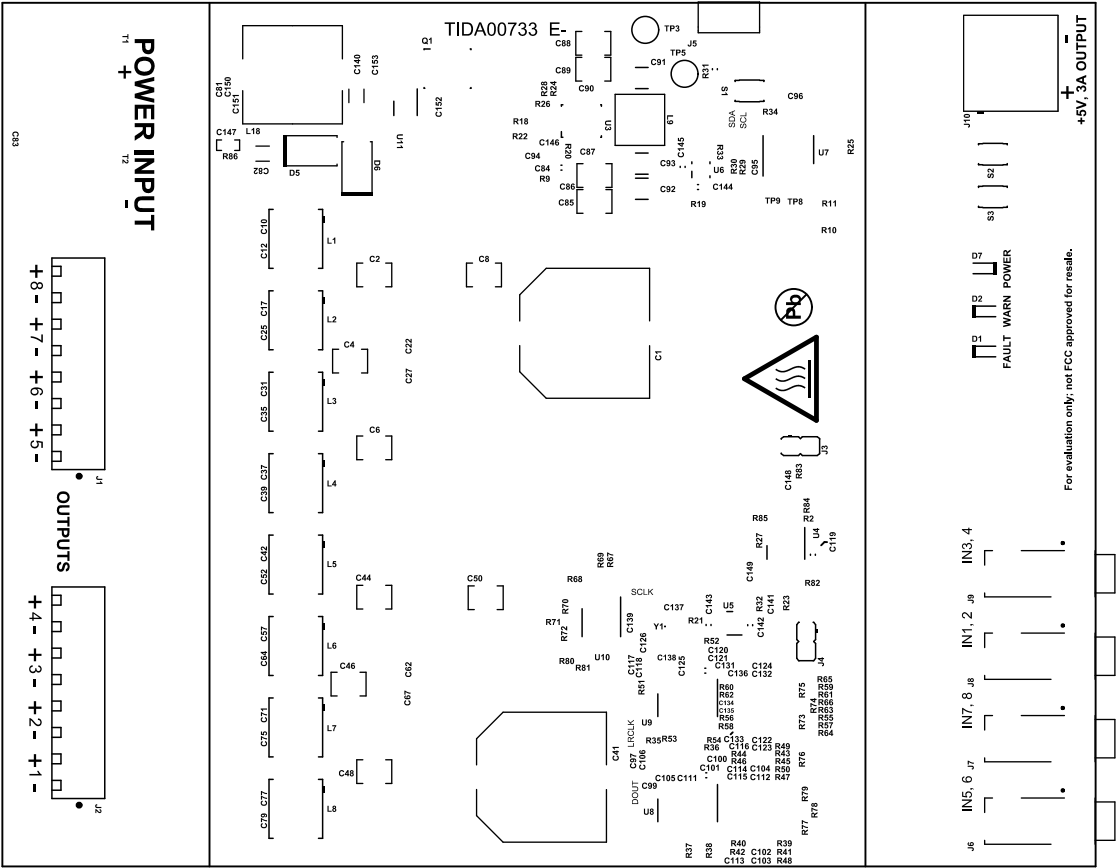 TIDA00733 E-
T1
+
POWER INPUT
T2
-
C83
C81
C150
C151
C147
R86
L18
C82
D5
D6
C140
C153
U11
C152
Q1
C88
C89
C90
R28
R24
R26
R18
R22
C146
R20
C94
C84
R9
C87
C86
C85
U3
L9
TP3
C91
TP5
J5
R31
S1
SDA
SCL
R34
C96
C93
C145
C92
R19
R33
U6
C144
R30
R29
C95
U7
R25
TP9
TP8
R11
R10
J10
+
-
+5V, 3A OUTPUT
S2
S3
D7
POWER
D2
WARN
D1
FAULT
For evaluation only; not FCC approved for resale.
C10
C12
L1
C2
C8
C17
C25
L2
C4
C22
C27
C1
Pb
C31
C35
L3
C6
C37
C39
L4
+8- +7- +6- +5-
J1
OUTPUTS
+4- +3- +2- +1-
J2
J3
C148
R83
R84
R85
R2
R27
U4
C119
C149
R82
C42
C52
L5
C44
C50
R69
R67
R68
SCLK
R70
R71
R72
C139
C126
R80
R81
U10
C137
Y1
C143
R21
U5
R32
C141
R23
C142
R52
C120
C121
C138
C125
C117
C118
R51
C131
C136
C124
C132
J4
C57
C64
L6
C46
C62
C67
R60
R62
C134
C135
R56
R58
U9
R75
R74
R73
R65
R59
R61
R66
R63
R55
R57
R64
C71
C75
L7
C48
C41
LRCLK
R35
R53
C97
C106
R54
R36
C133
C116
R44
R46
C122
C123
R49
R43
R45
R50
R47
R76
C100
C101
C114
C115
C104
C112
C105
C111
C99
DOUT
U8
R79
R78
R77
C77
C79
L8
R37
R38
R40
R42
C113
C102
C103
R39
R41
R48
IN3, 4
J9
IN1, 2
J8
IN7, 8
J7
IN5, 6
J6